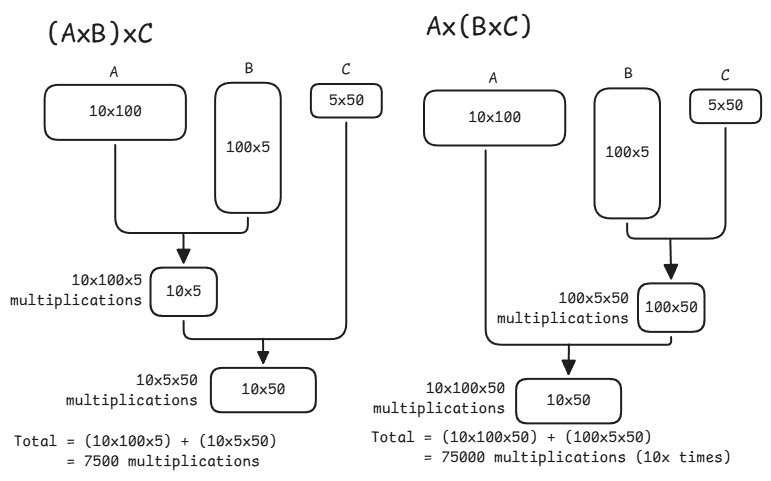 (AxB)xC
A
B
C
10x100
100x5
5x50
10x100x5
multiplications
10x5
10x5x50
multiplications
10x50
Total = (10x100x5) + (10x5x50)
= 7500 multiplications
Ax(BxC)
A
B
C
10x100
100x5
5x50
100x5x50
multiplications
100x50
10x100x50
multiplications
10x50
Total = (10x100x50) + (100x5x50)
= 75000 multiplications (10x times)